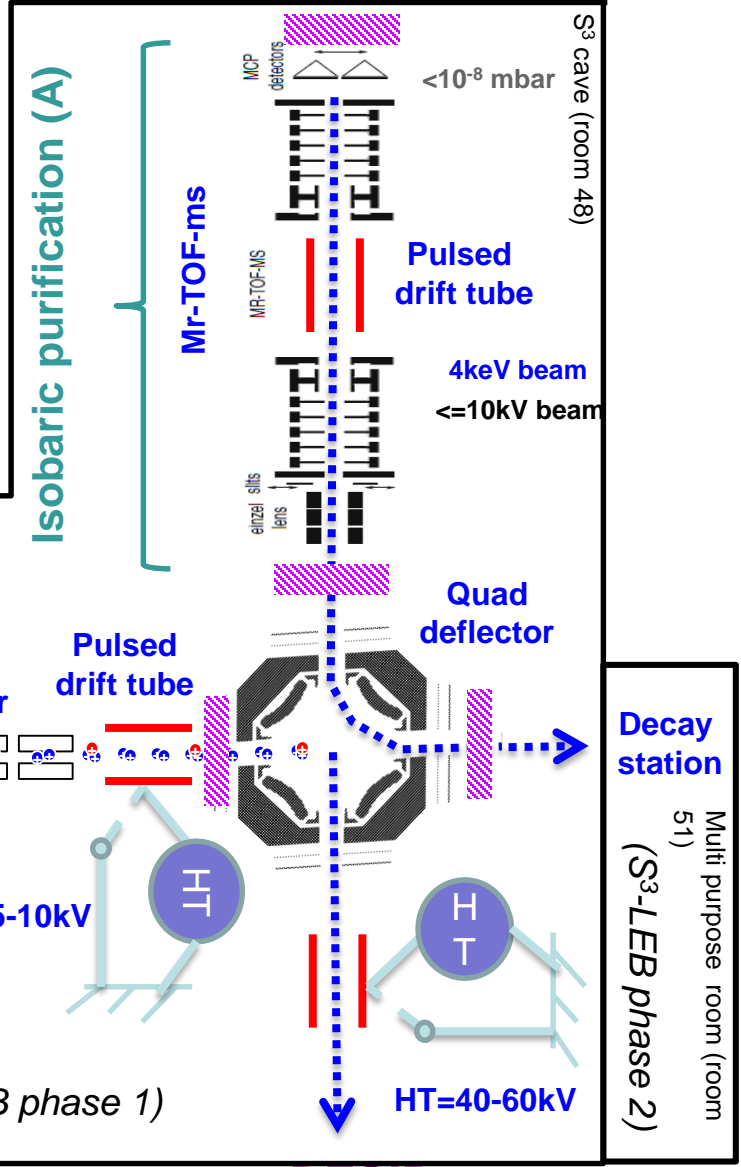 S³ cave (room 48)
MCP
detectors
<10⁻⁸ mbar
Isobaric purification (A)
Mr-TOF-ms
MR-TOF-MS
Pulsed
drift tube
4keV beam
<=10kV beam
slits
einzel
lens
Quad
deflector
Pulsed
drift tube
r
Decay
station
Multi purpose room (room
51)
(S³-LEB phase 2)
HT
5-10kV
H
T
HT=40-60kV
B phase 1)